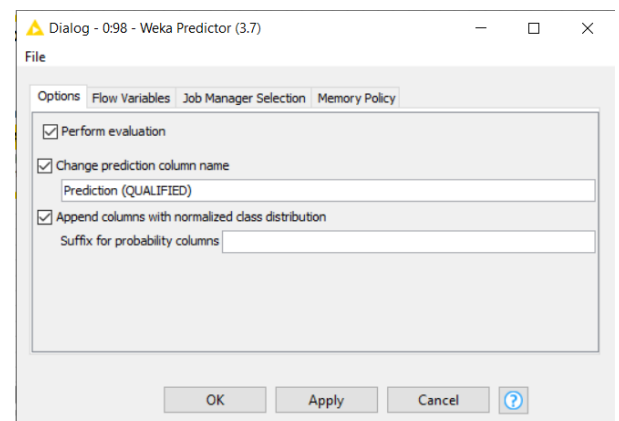 Dialog - 0:98 - Weka Predictor (3.7)
File
Options Flow Variables Job Manager Selection Memory Policy
Perform evaluation
Change prediction column name
Prediction (QUALIFIED)
Append columns with normalized class distribution
Suffix for probability columns
OK Apply Cancel ?